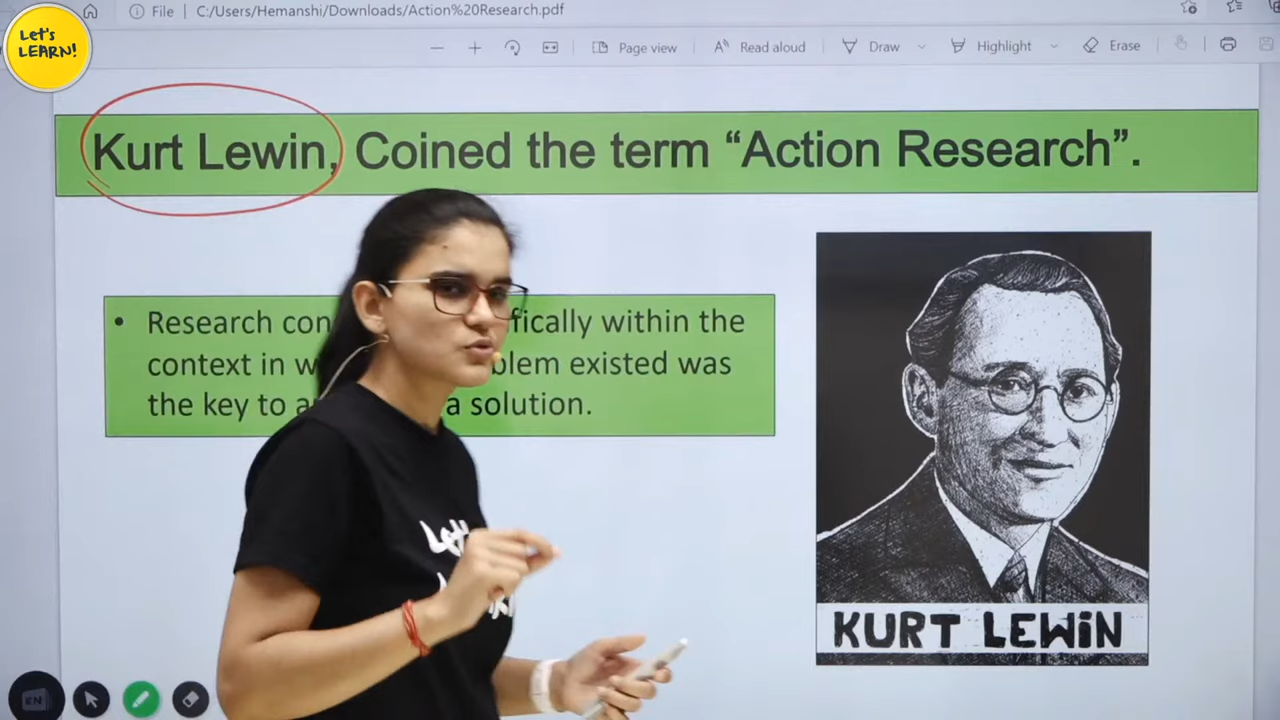 Let's
LEARN!
File | C:/Users/Hemanshi/Downloads/Action%20Research.pdf
Page view
Read aloud
Draw
Highlight
Erase
Kurt Lewin, Coined the term “Action Research”.
• Research con fically within the
context in w blem existed was
the key to a a solution.
KURT LEWiN
EN